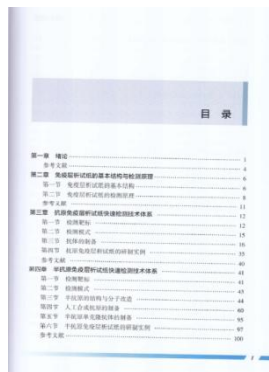 目 录
第一章 绪论 1
参考文献 4
第二章 免疫层析试纸的基本结构与检测原理 6
第一节 免疫层析试纸的基本结构 6
第二节 免疫层析试纸的检测原理 8
参考文献 11
第三章 抗原免疫层析试纸快速检测技术体系 12
第一节 检测靶标 12
第二节 检测模式 15
第三节 抗体的制备 16
第四节 抗原免疫层析试纸的研制实例 35
参考文献 40
第四章 半抗原免疫层析试纸快速检测技术体系 41
第一节 检测靶标 41
第二节 检测模式 43
第三节 半抗原的结构与分子改造 44
第四节 人工合成抗原的制备 60
第五节 半抗原单克隆抗体的制备 95
第六节 半抗原免疫层析试纸的研制实例 97
参考文献 100